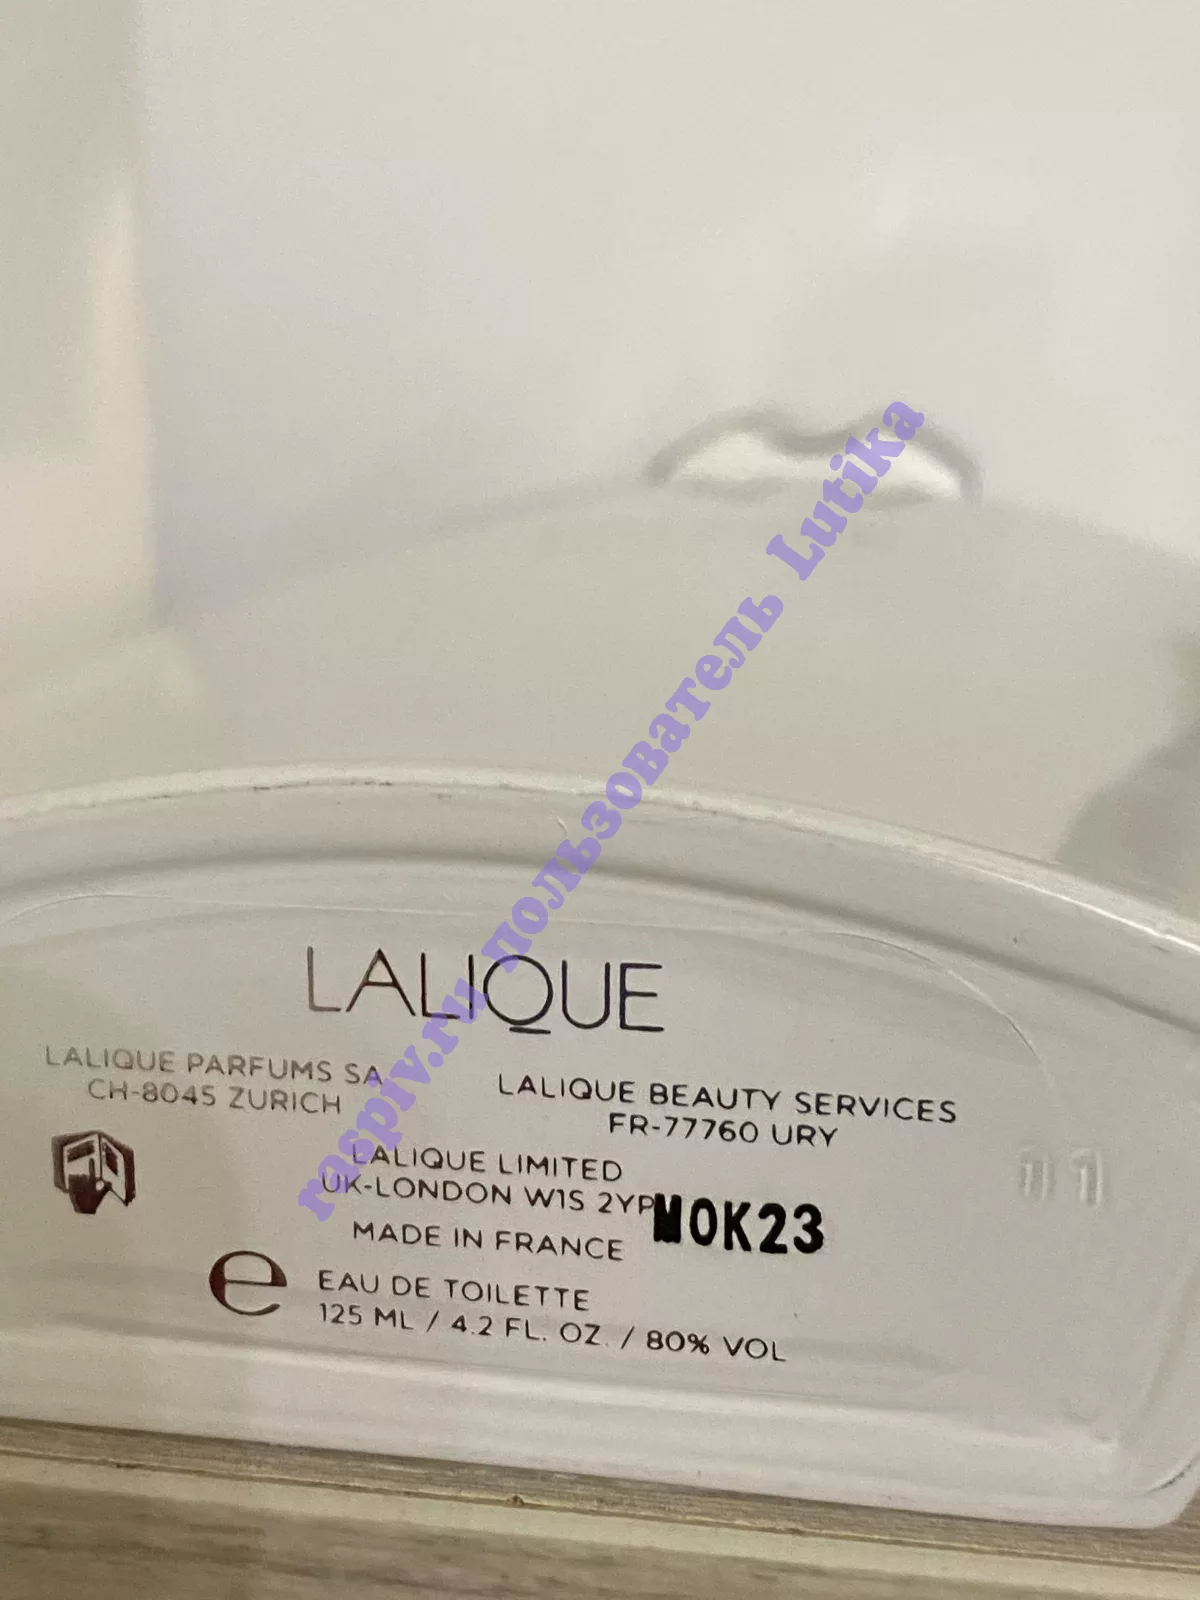 LALIQUE
LALIQUE PARFUMS SA
CH-8045 ZURICH
LALIQUE BEAUTY SERVICES
FR-77760 URY
LALIQUE LIMITED
UK-LONDON W1S 2YP
MOK23
MADE IN FRANCE
e
EAU DE TOILETTE
125 ML / 4.2 FL. OZ. / 80% VOL
raspiv.ru пользователь Lutika